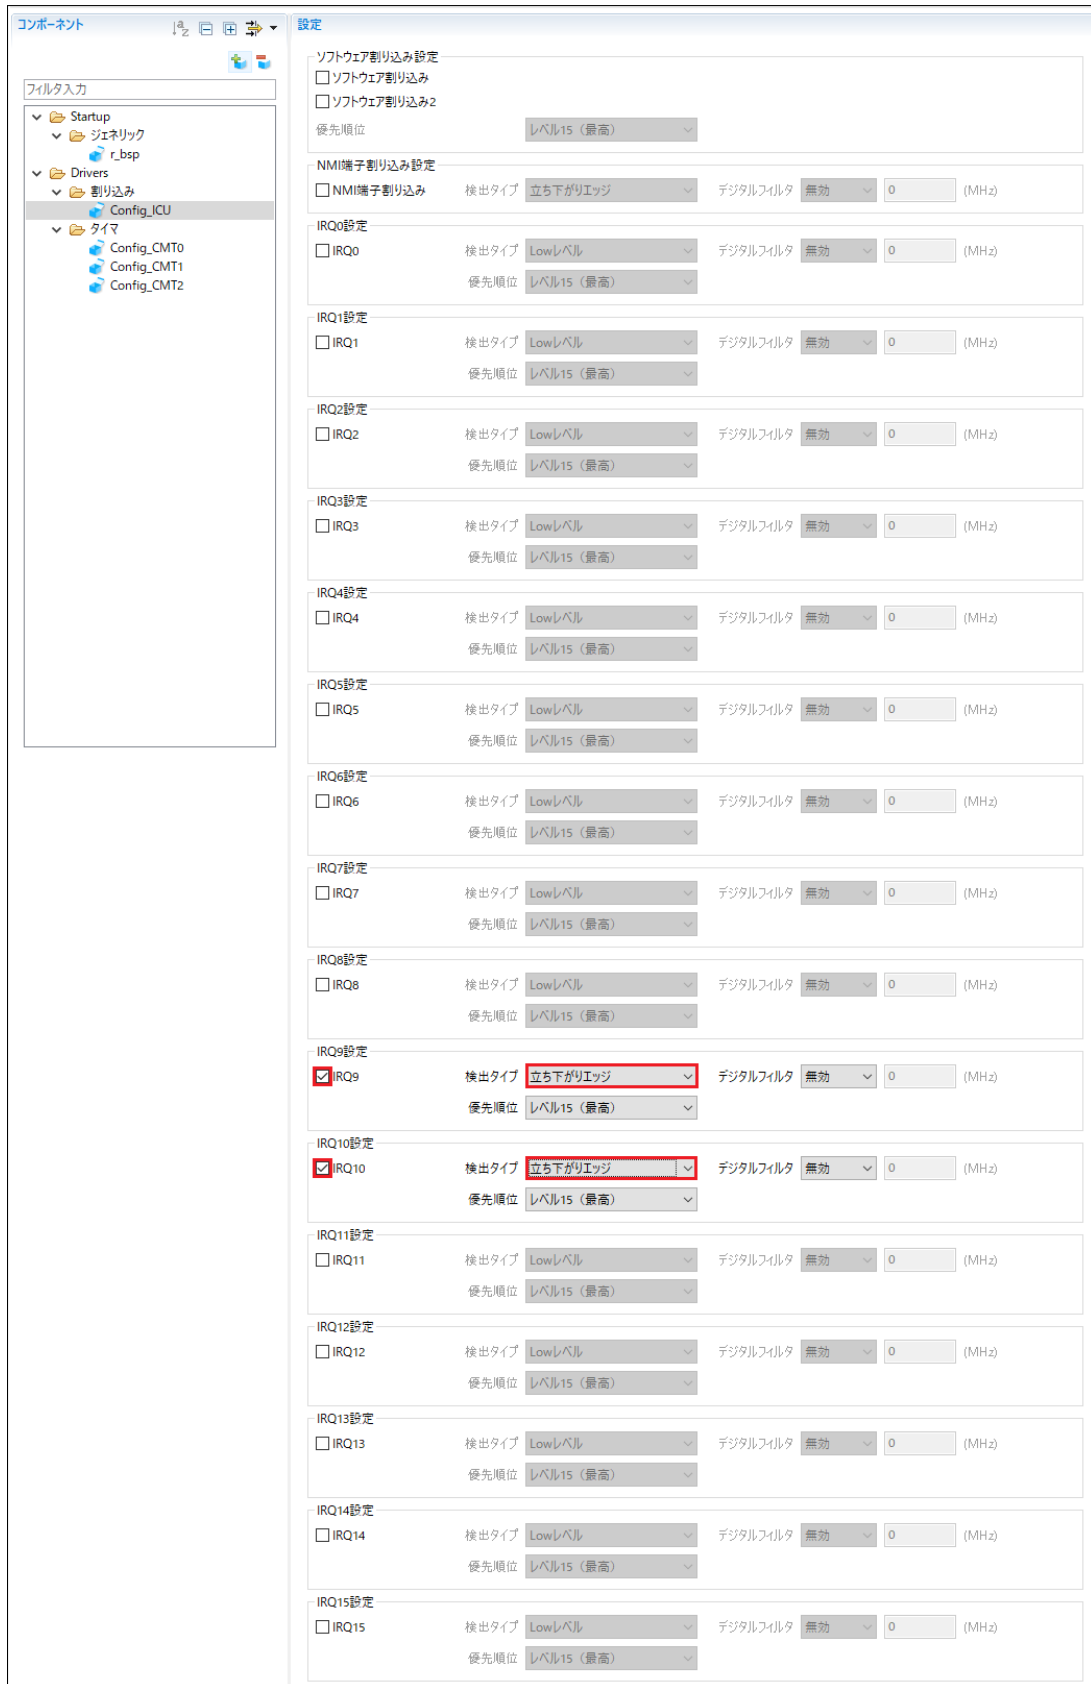 コンポーネント
フィルタ入力
Startup
ジェネリック
r_bsp
Drivers
割り込み
Config_ICU
タイマ
Config_CMT0
Config_CMT1
Config_CMT2
設定
ソフトウェア割り込み設定
ソフトウェア割り込み
ソフトウェア割り込み2
優先順位 レベル15（最高）
NMI端子割り込み設定
NMI端子割り込み 検出タイプ 立ち下がりエッジ デジタルフィルタ 無効 0 (MHz)
IRQ0設定
IRQ0 検出タイプ Lowレベル デジタルフィルタ 無効 0 (MHz)
優先順位 レベル15（最高）
IRQ1設定
IRQ1 検出タイプ Lowレベル デジタルフィルタ 無効 0 (MHz)
優先順位 レベル15（最高）
IRQ2設定
IRQ2 検出タイプ Lowレベル デジタルフィルタ 無効 0 (MHz)
優先順位 レベル15（最高）
IRQ3設定
IRQ3 検出タイプ Lowレベル デジタルフィルタ 無効 0 (MHz)
優先順位 レベル15（最高）
IRQ4設定
IRQ4 検出タイプ Lowレベル デジタルフィルタ 無効 0 (MHz)
優先順位 レベル15（最高）
IRQ5設定
IRQ5 検出タイプ Lowレベル デジタルフィルタ 無効 0 (MHz)
優先順位 レベル15（最高）
IRQ6設定
IRQ6 検出タイプ Lowレベル デジタルフィルタ 無効 0 (MHz)
優先順位 レベル15（最高）
IRQ7設定
IRQ7 検出タイプ Lowレベル デジタルフィルタ 無効 0 (MHz)
優先順位 レベル15（最高）
IRQ8設定
IRQ8 検出タイプ Lowレベル デジタルフィルタ 無効 0 (MHz)
優先順位 レベル15（最高）
IRQ9設定
IRQ9 検出タイプ 立ち下がりエッジ デジタルフィルタ 無効 0 (MHz)
優先順位 レベル15（最高）
IRQ10設定
IRQ10 検出タイプ 立ち下がりエッジ デジタルフィルタ 無効 0 (MHz)
優先順位 レベル15（最高）
IRQ11設定
IRQ11 検出タイプ Lowレベル デジタルフィルタ 無効 0 (MHz)
優先順位 レベル15（最高）
IRQ12設定
IRQ12 検出タイプ Lowレベル デジタルフィルタ 無効 0 (MHz)
優先順位 レベル15（最高）
IRQ13設定
IRQ13 検出タイプ Lowレベル デジタルフィルタ 無効 0 (MHz)
優先順位 レベル15（最高）
IRQ14設定
IRQ14 検出タイプ Lowレベル デジタルフィルタ 無効 0 (MHz)
優先順位 レベル15（最高）
IRQ15設定
IRQ15 検出タイプ Lowレベル デジタルフィルタ 無効 0 (MHz)
優先順位 レベル15（最高）